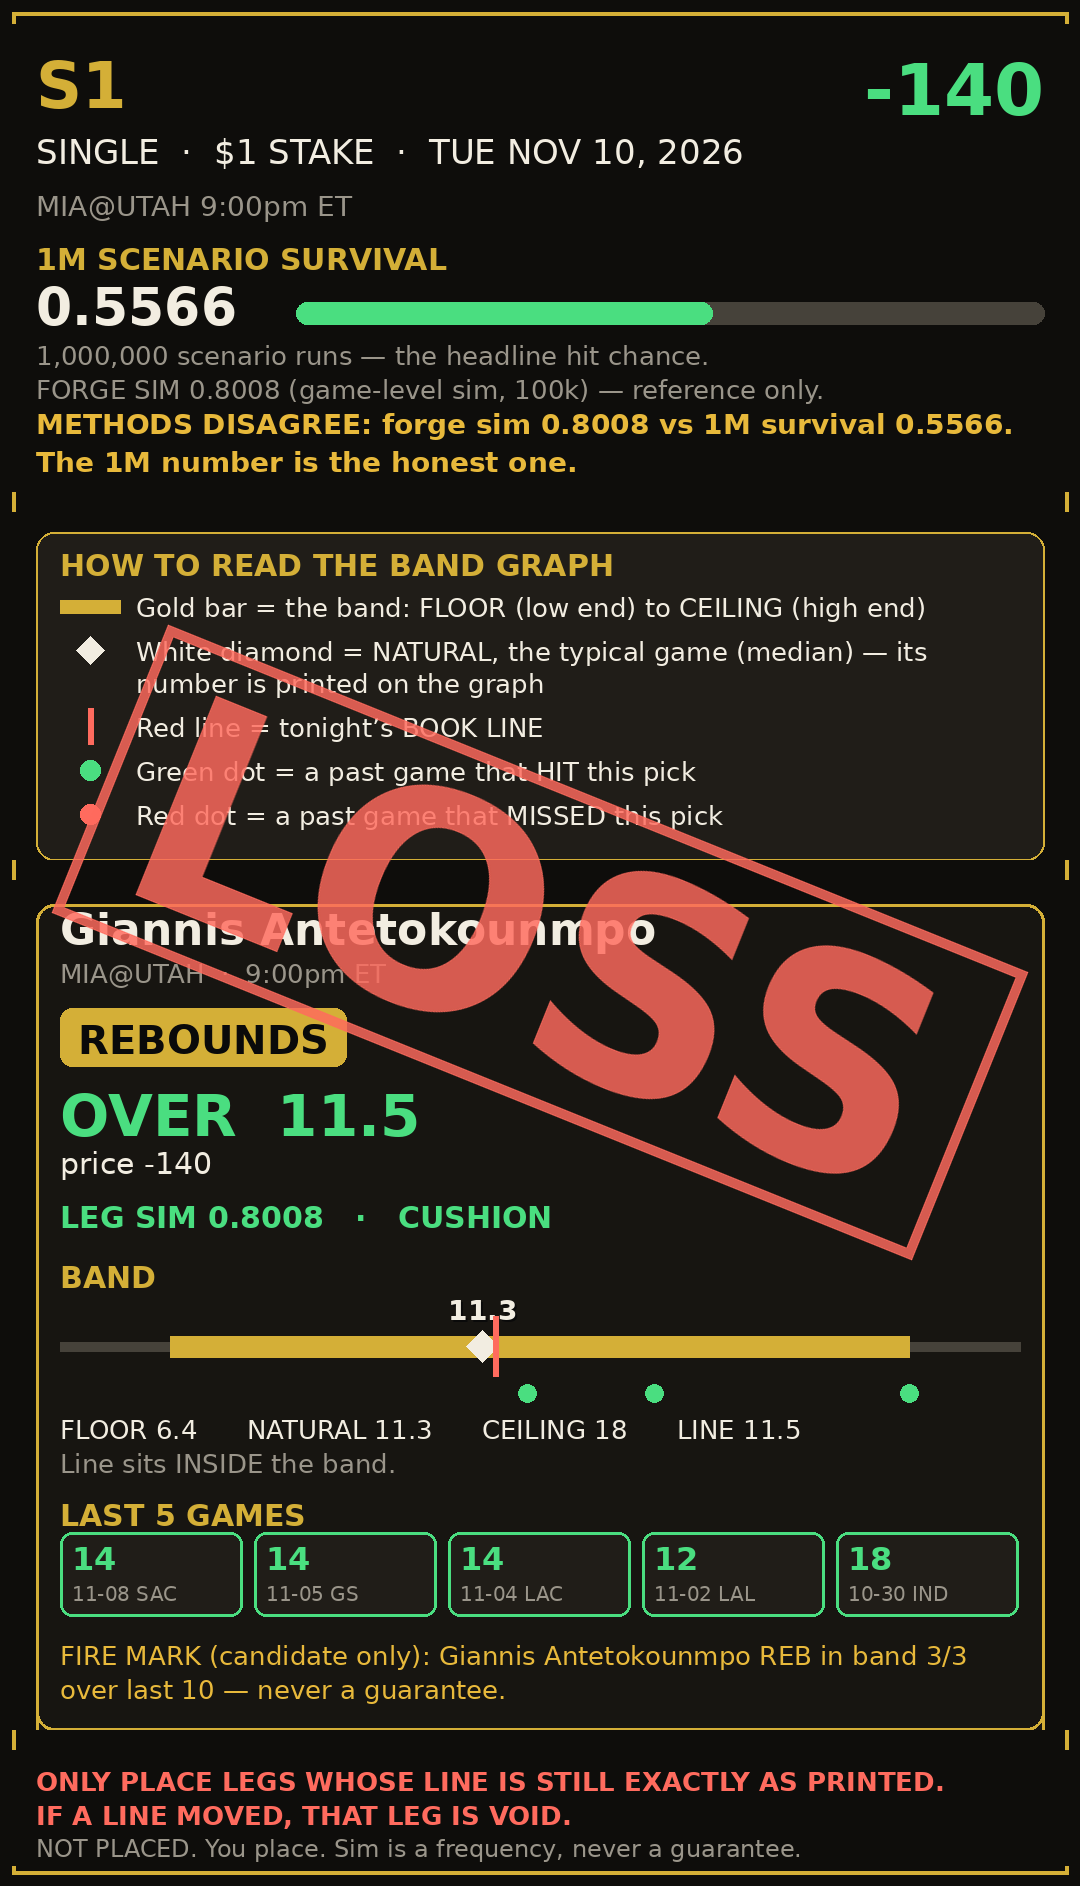 S1
-140
SINGLE · $1 STAKE · TUE NOV 10, 2026
MIA@UTAH 9:00pm ET
1M SCENARIO SURVIVAL
0.5566
1,000,000 scenario runs — the headline hit chance.
FORGE SIM 0.8008 (game-level sim, 100k) — reference only.
METHODS DISAGREE: forge sim 0.8008 vs 1M survival 0.5566.
The 1M number is the honest one.
HOW TO READ THE BAND GRAPH
Gold bar = the band: FLOOR (low end) to CEILING (high end)
White diamond = NATURAL, the typical game (median) — its
number is printed on the graph
Red line = tonight’s BOOK LINE
Green dot = a past game that HIT this pick
Red dot = a past game that MISSED this pick
LOSS
Giannis Antetokounmpo
MIA@UTAH · 9:00pm ET
REBOUNDS
OVER 11.5
price -140
LEG SIM 0.8008 · CUSHION
BAND
11.3
FLOOR 6.4 NATURAL 11.3 CEILING 18 LINE 11.5
Line sits INSIDE the band.
LAST 5 GAMES
14 14 14 12 18
11-08 SAC 11-05 GS 11-04 LAC 11-02 LAL 10-30 IND
FIRE MARK (candidate only): Giannis Antetokounmpo REB in band 3/3
over last 10 — never a guarantee.
ONLY PLACE LEGS WHOSE LINE IS STILL EXACTLY AS PRINTED.
IF A LINE MOVED, THAT LEG IS VOID.
NOT PLACED. You place. Sim is a frequency, never a guarantee.